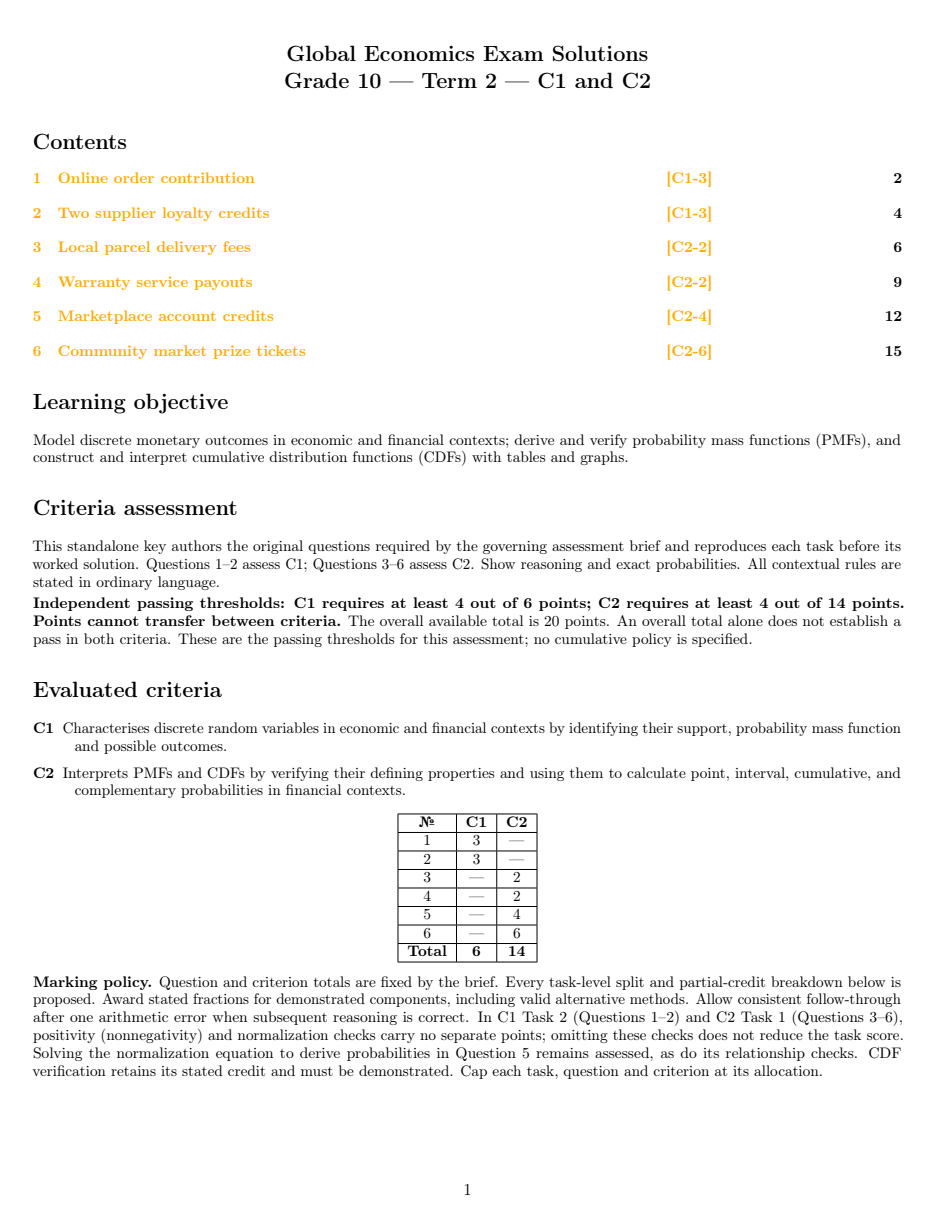 Global Economics Exam Solutions
Grade 10 — Term 2 — C1 and C2
Contents
1 Online order contribution [C1-3] 2
2 Two supplier loyalty credits [C1-3] 4
3 Local parcel delivery fees [C2-2] 6
4 Warranty service payouts [C2-2] 9
5 Marketplace account credits [C2-4] 12
6 Community market prize tickets [C2-6] 15
Learning objective
Model discrete monetary outcomes in economic and financial contexts; derive and verify probability mass functions (PMFs), and
construct and interpret cumulative distribution functions (CDFs) with tables and graphs.
Criteria assessment
This standalone key authors the original questions required by the governing assessment brief and reproduces each task before its
worked solution. Questions 1–2 assess C1; Questions 3–6 assess C2. Show reasoning and exact probabilities. All contextual rules are
stated in ordinary language.
Independent passing thresholds: C1 requires at least 4 out of 6 points; C2 requires at least 4 out of 14 points.
Points cannot transfer between criteria. The overall available total is 20 points. An overall total alone does not establish a
pass in both criteria. These are the passing thresholds for this assessment; no cumulative policy is specified.
Evaluated criteria
C1 Characterises discrete random variables in economic and financial contexts by identifying their support, probability mass function
and possible outcomes.
C2 Interprets PMFs and CDFs by verifying their defining properties and using them to calculate point, interval, cumulative, and
complementary probabilities in financial contexts.
№ C1 C2
1 3 —
2 3 —
3 — 2
4 — 2
5 — 4
6 — 6
Total 6 14
Marking policy. Question and criterion totals are fixed by the brief. Every task-level split and partial-credit breakdown below is
proposed. Award stated fractions for demonstrated components, including valid alternative methods. Allow consistent follow-through
after one arithmetic error when subsequent reasoning is correct. In C1 Task 2 (Questions 1–2) and C2 Task 1 (Questions 3–6),
positivity (nonnegativity) and normalization checks carry no separate points; omitting these checks does not reduce the task score.
Solving the normalization equation to derive probabilities in Question 5 remains assessed, as do its relationship checks. CDF
verification retains its stated credit and must be demonstrated. Cap each task, question and criterion at its allocation.
1